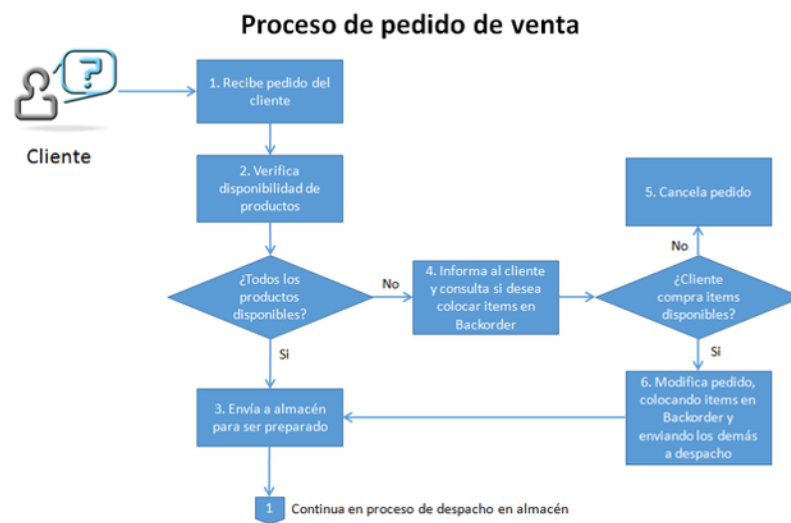 Proceso de pedido de venta
?
Cliente
1. Recibe pedido del
cliente
2. Verifica
disponibilidad de
productos
¿Todos los
productos
disponibles?
No
4. Informa al cliente
y consulta si desea
colocar items en
Backorder
¿Cliente
compra items
disponibles?
No
5. Cancela pedido
Si
6. Modifica pedido,
colocando items en
Backorder y
enviando los demás
a despacho
Si
3. Envía a almacén
para ser preparado
1
Continua en proceso de despacho en almacén